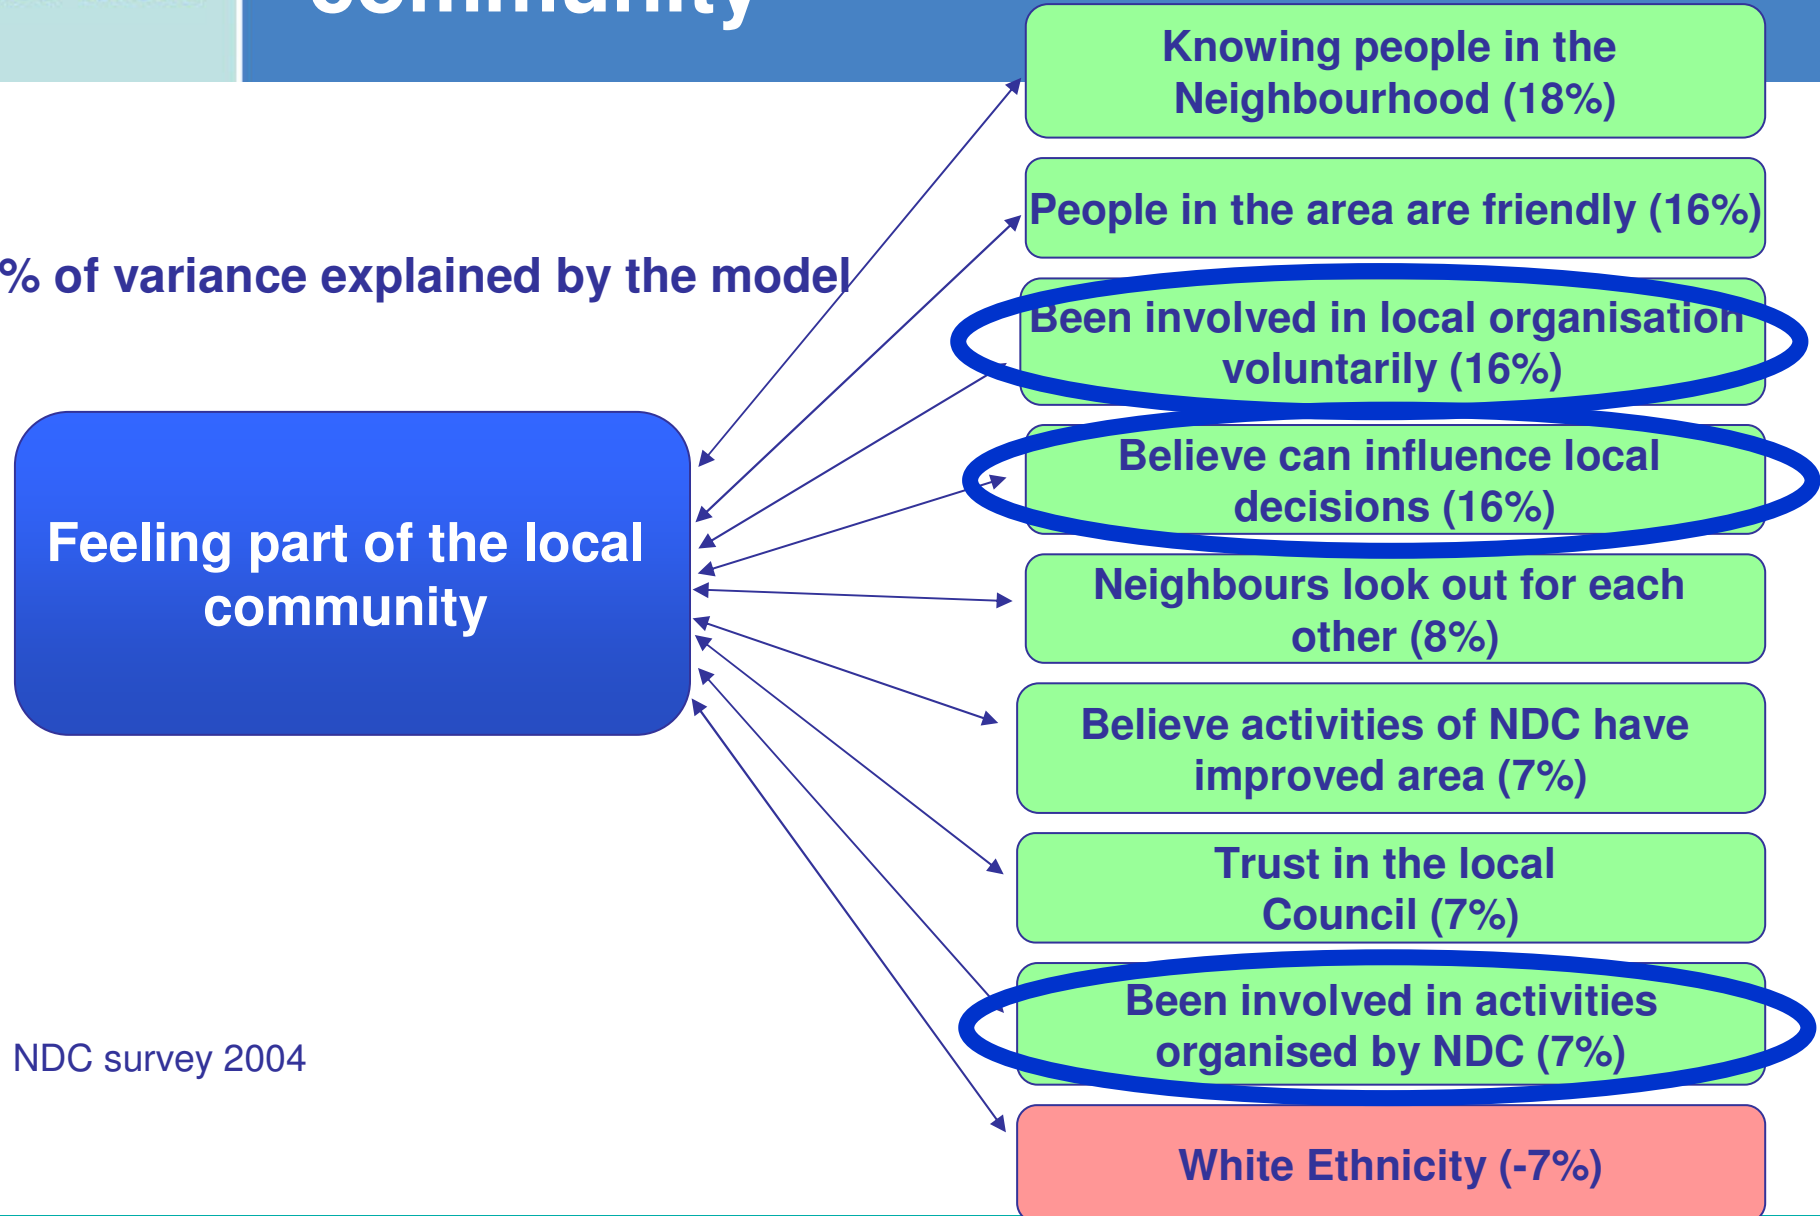 community
Knowing people in the
Neighbourhood (18%)
People in the area are friendly (16%)
% of variance explained by the model
Been involved in local organisation
voluntarily (16%)
Believe can influence local
decisions (16%)
Feeling part of the local
community
Neighbours look out for each
other (8%)
Believe activities of NDC have
improved area (7%)
Trust in the local
Council (7%)
Been involved in activities
organised by NDC (7%)
NDC survey 2004
White Ethnicity (-7%)